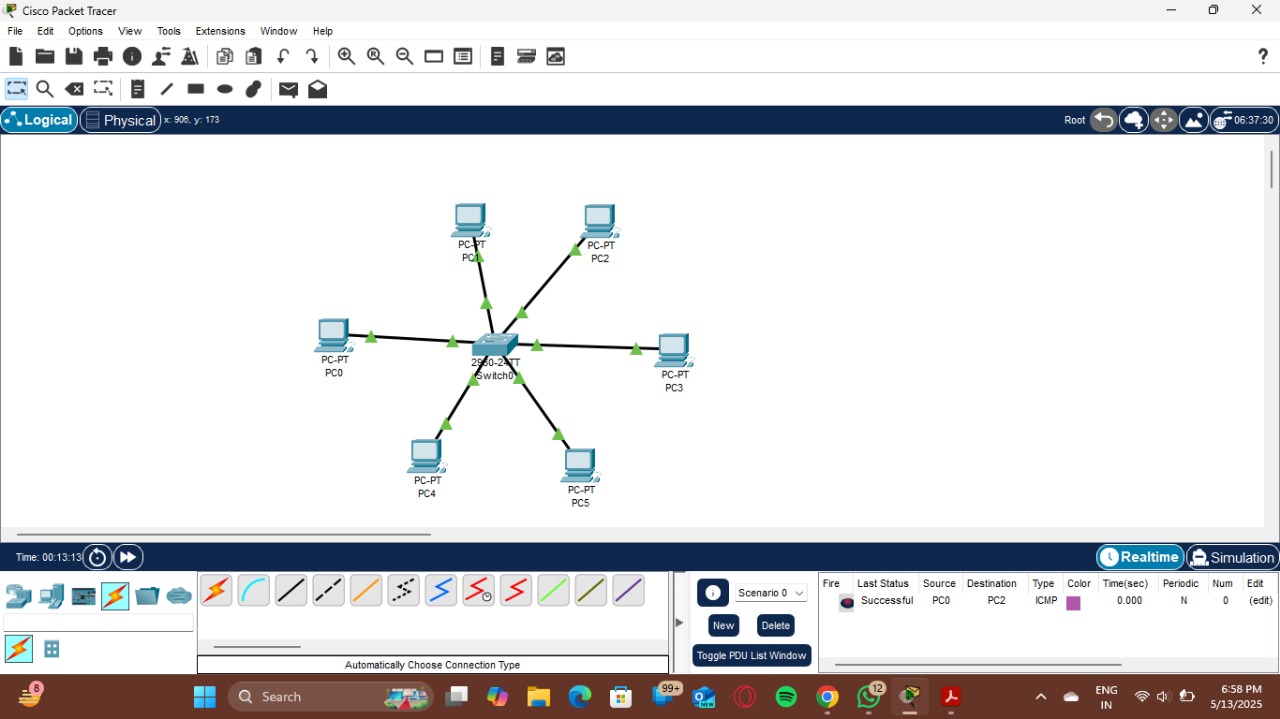 Cisco Packet Tracer
File Edit Options View Tools Extensions Window Help
Logical Physical x: 906, y: 173 Root 06:37:30
PC-PT
PC1
PC-PT
PC2
PC-PT
PC0
2960-24TT
Switch0
PC-PT
PC3
PC-PT
PC4
PC-PT
PC5
Time: 00:13:13 Realtime Simulation
Scenario 0
New Delete
Toggle PDU List Window
Fire Last Status Source Destination Type Color Time(sec) Periodic Num Edit
Successful PC0 PC2 ICMP 0.000 N 0 (edit)
Automatically Choose Connection Type
8 Search 99+ NEW 12
ENG
IN
6:58 PM
5/13/2025